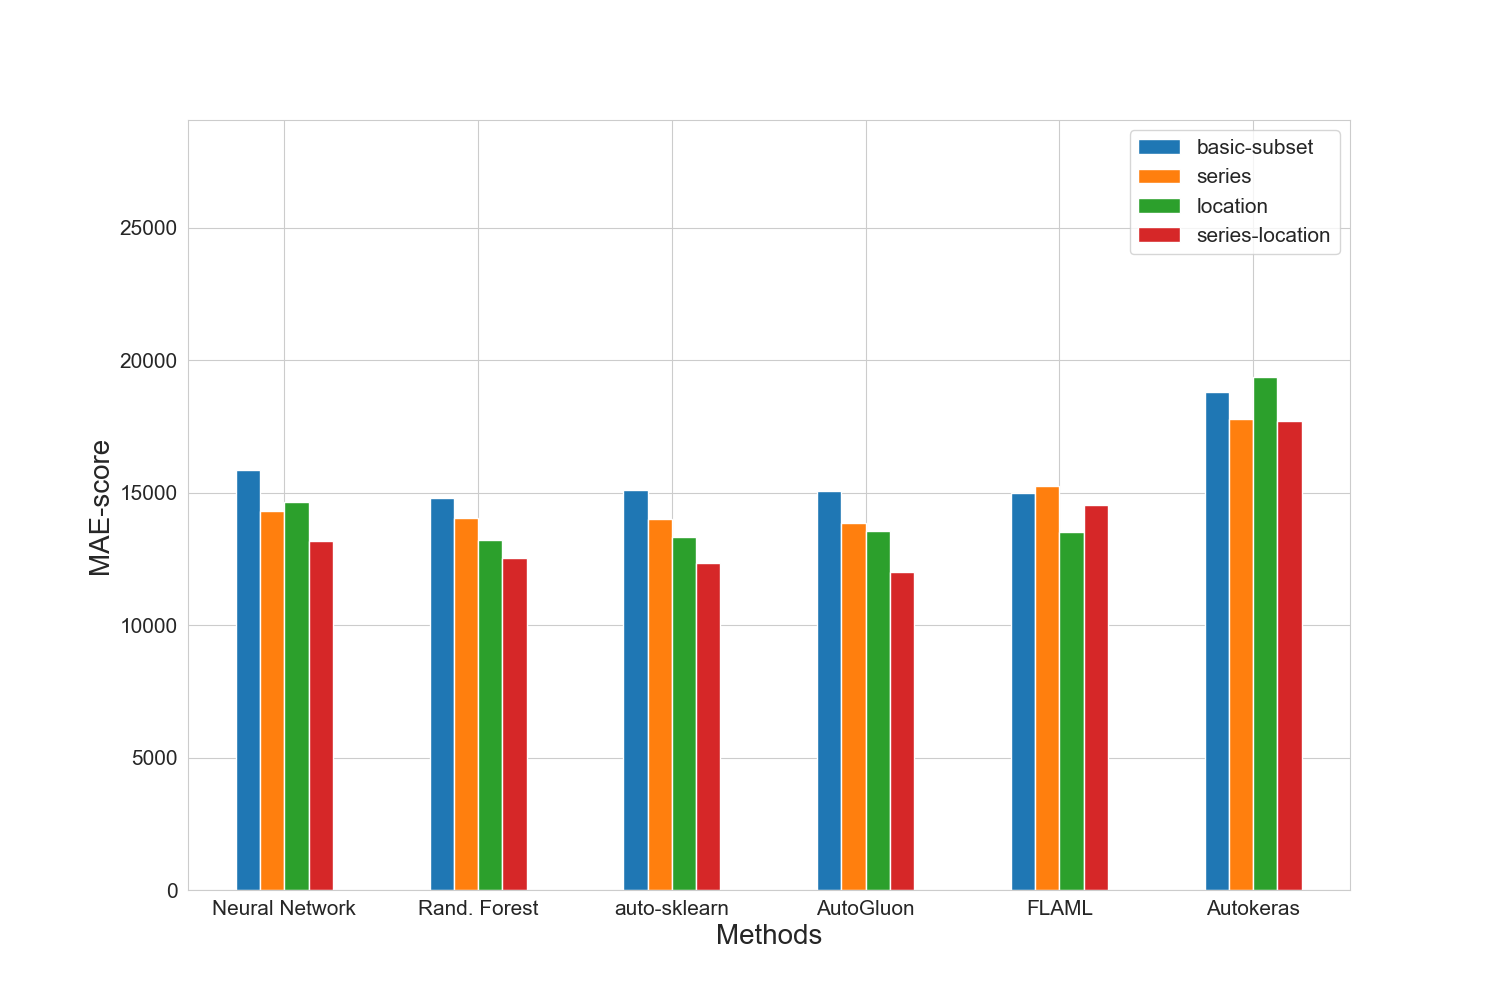 basic-subset
series
location
series-location
25000
20000
15000
10000
5000
0
MAE-score
Neural Network Rand. Forest auto-sklearn AutoGluon FLAML Autokeras
Methods